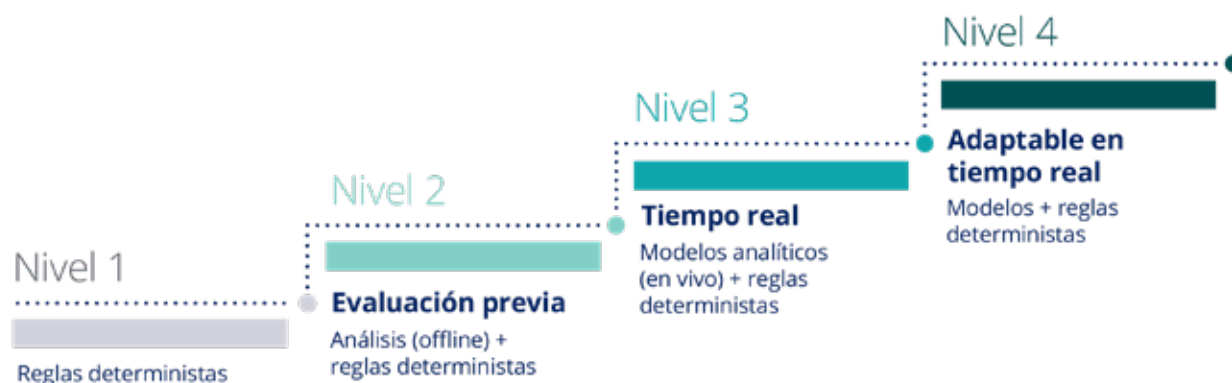 Nivel 1
Reglas deterministas
Nivel 2
Evaluación previa
Análisis (offline) +
reglas deterministas
Nivel 3
Tiempo real
Modelos analíticos
(en vivo) + reglas
deterministas
Nivel 4
Adaptable en
tiempo real
Modelos + reglas
deterministas